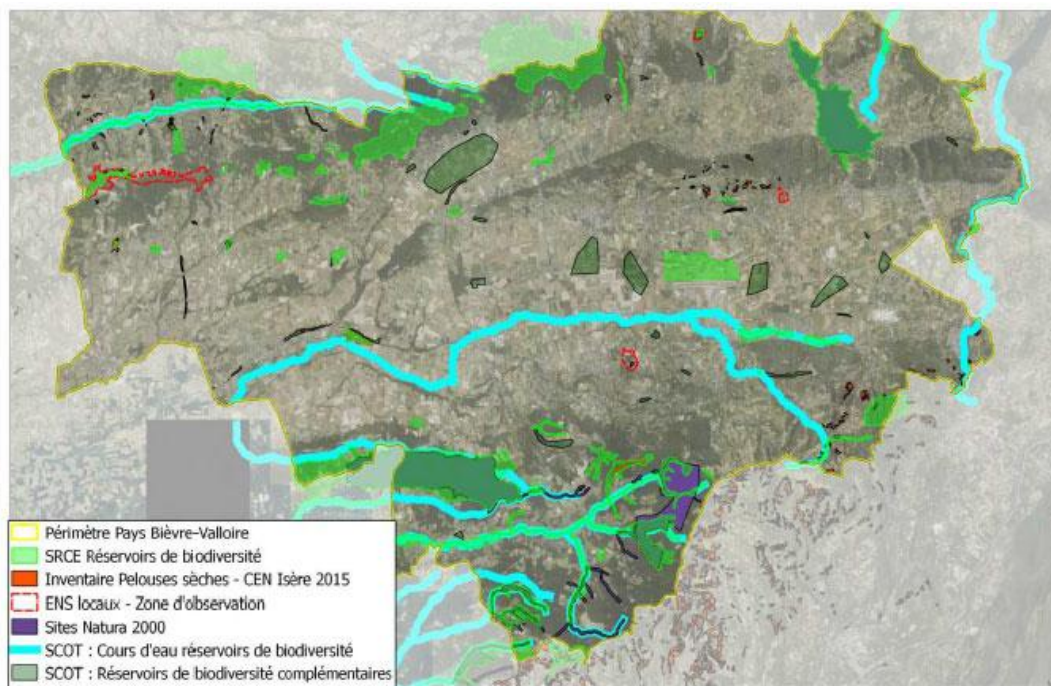 Périmètre Pays Bièvre-Valloire
SRCE Réservoirs de biodiversité
Inventaire Pelouses sèches - CEN Isère 2015
ENS locaux - Zone d'observation
Sites Natura 2000
SCOT : Cours d'eau réservoirs de biodiversité
SCOT : Réservoirs de biodiversité complémentaires